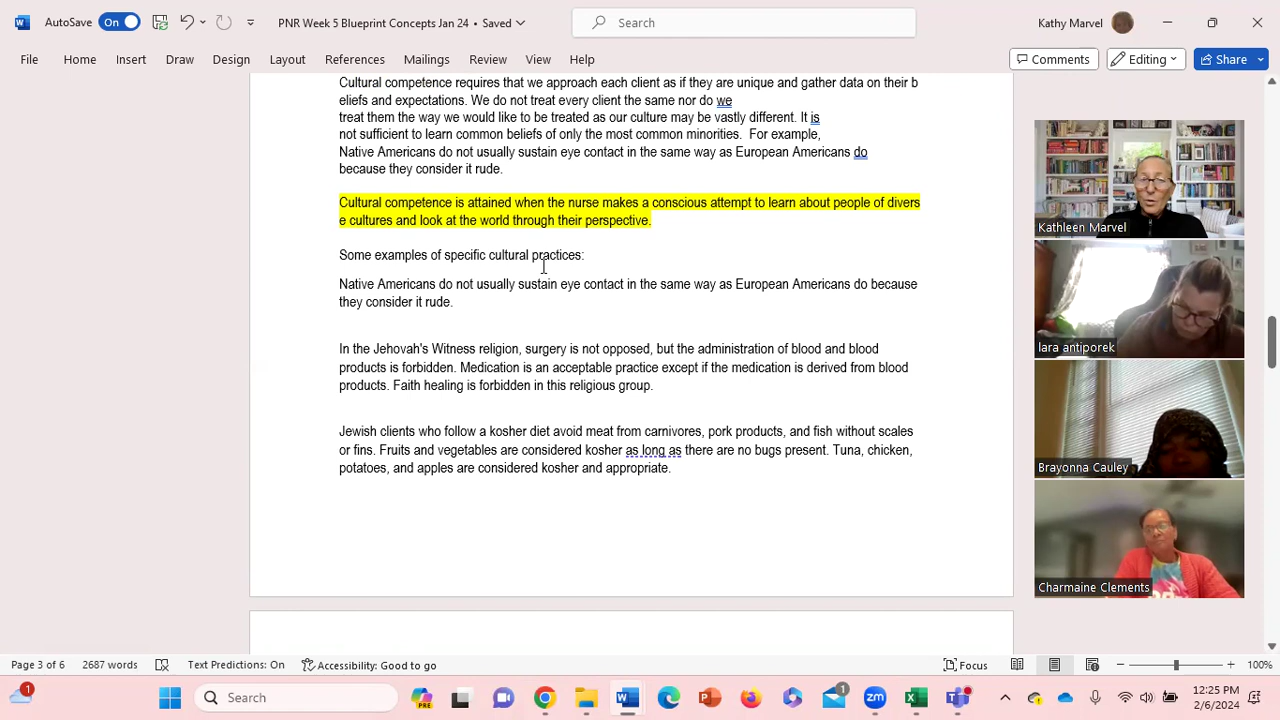 AutoSave On PNR Week 5 Blueprint Concepts Jan 24 • Saved Search Kathy Marvel
File Home Insert Draw Design Layout References Mailings Review View Help Comments Editing Share
Cultural competence requires that we approach each client as if they are unique and gather data on their b
eliefs and expectations. We do not treat every client the same nor do we
treat them the way we would like to be treated as our culture may be vastly different. It is
not sufficient to learn common beliefs of only the most common minorities. For example,
Native Americans do not usually sustain eye contact in the same way as European Americans do
because they consider it rude.
Cultural competence is attained when the nurse makes a conscious attempt to learn about people of divers
e cultures and look at the world through their perspective.
Some examples of specific cultural practices:
Native Americans do not usually sustain eye contact in the same way as European Americans do because
they consider it rude.
In the Jehovah's Witness religion, surgery is not opposed, but the administration of blood and blood
products is forbidden. Medication is an acceptable practice except if the medication is derived from blood
products. Faith healing is forbidden in this religious group.
Jewish clients who follow a kosher diet avoid meat from carnivores, pork products, and fish without scales
or fins. Fruits and vegetables are considered kosher as long as there are no bugs present. Tuna, chicken,
potatoes, and apples are considered kosher and appropriate.
Kathleen Marvel
lara antiporek
Brayonna Cauley
Charmaine Clements
Page 3 of 6 2687 words Text Predictions: On Accessibility: Good to go Focus 100%
1 Search PRE 1 zm 12:25 PM
2/6/2024